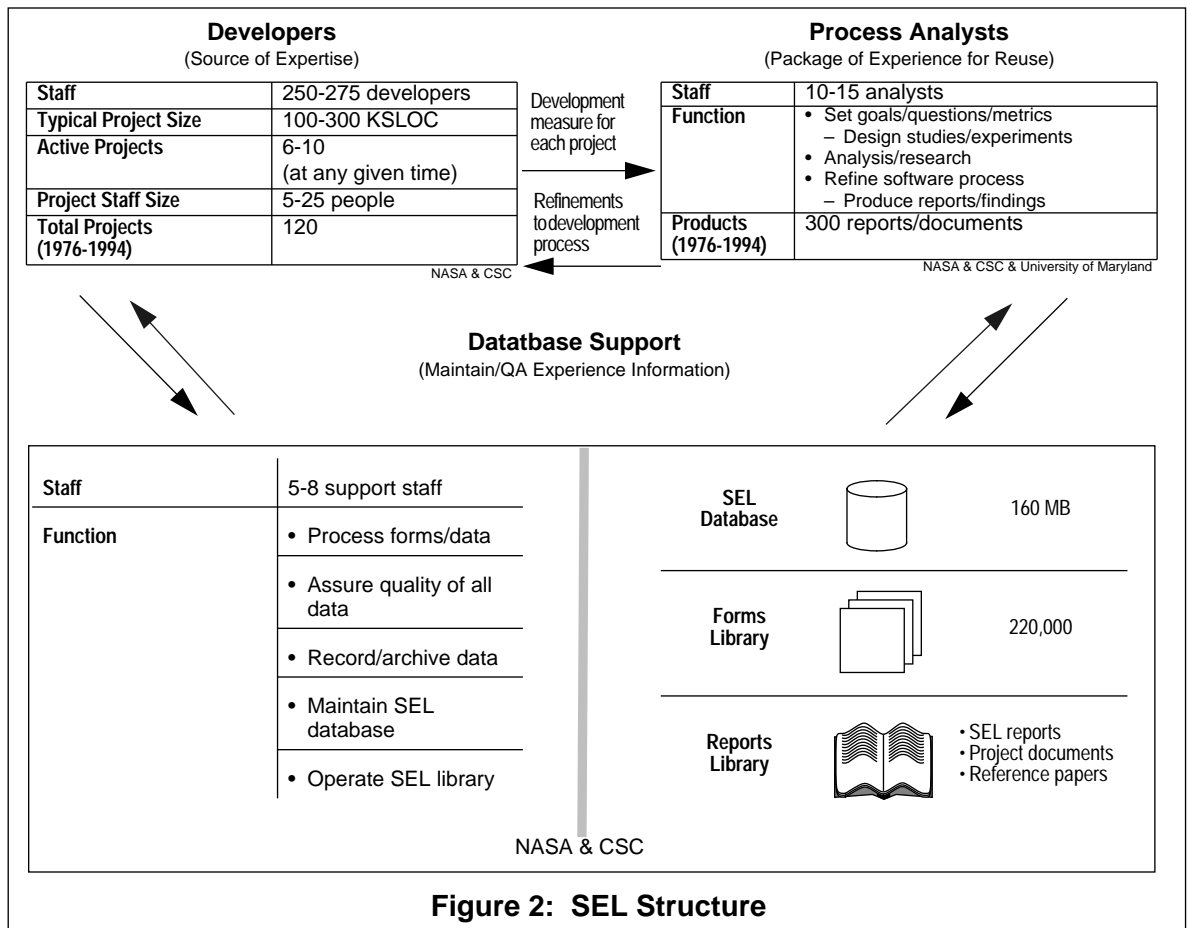 Developers
(Source of Expertise)
Staff 250-275 developers
Typical Project Size 100-300 KSLOC
Active Projects 6-10
(at any given time)
Project Staff Size 5-25 people
Total Projects 120
(1976-1994)
NASA & CSC
Development
measure for
each project
Refinements
to development
process
Process Analysts
(Package of Experience for Reuse)
Staff 10-15 analysts
Function • Set goals/questions/metrics
– Design studies/experiments
• Analysis/research
• Refine software process
– Produce reports/findings
Products 300 reports/documents
(1976-1994)
NASA & CSC & University of Maryland
Datatbase Support
(Maintain/QA Experience Information)
Staff 5-8 support staff
Function • Process forms/data
• Assure quality of all
data
• Record/archive data
• Maintain SEL
database
• Operate SEL library
SEL
Database 160 MB
Forms
Library 220,000
Reports
Library
• SEL reports
• Project documents
• Reference papers
NASA & CSC
Figure 2: SEL Structure